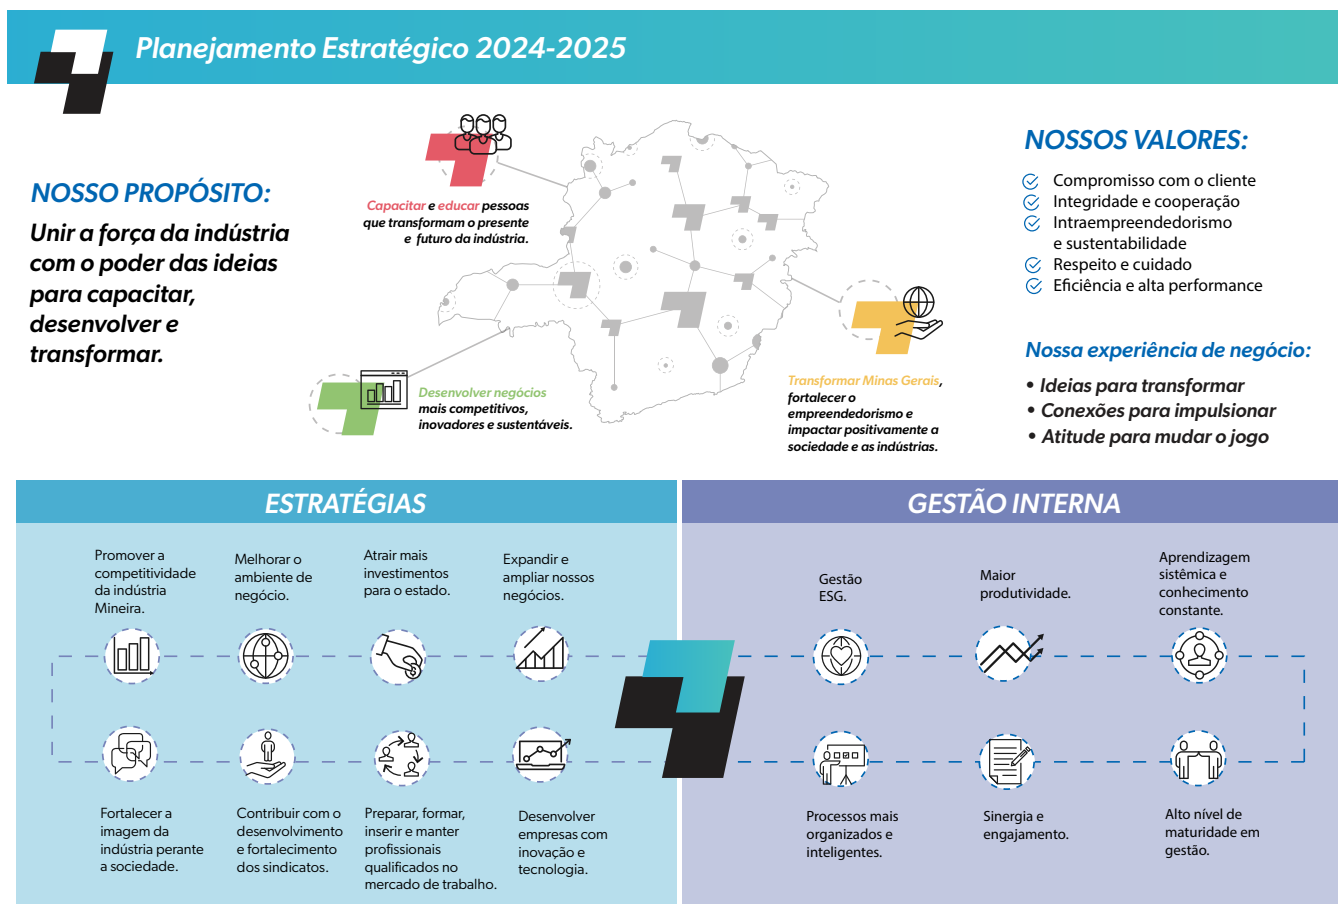 Planejamento Estratégico 2024-2025
NOSSO PROPÓSITO:
Unir a força da indústria
com o poder das ideias
para capacitar,
desenvolver e
transformar.
Capacitar e educar pessoas
que transformam o presente
e futuro da indústria.
Desenvolver negócios
mais competitivos,
inovadores e sustentáveis.
Transformar Minas Gerais,
fortalecer o
empreendedorismo e
impactar positivamente a
sociedade e as indústrias.
NOSSOS VALORES:
Compromisso com o cliente
Integridade e cooperação
Intraempreendedorismo
e sustentabilidade
Respeito e cuidado
Eficiência e alta performance
Nossa experiência de negócio:
• Ideias para transformar
• Conexões para impulsionar
• Atitude para mudar o jogo
ESTRATÉGIAS
Promover a
competitividade
da indústria
Mineira.
Melhorar o
ambiente de
negócio.
Atrair mais
investimentos
para o estado.
Expandir e
ampliar nossos
negócios.
Fortalecer a
imagem da
indústria perante
a sociedade.
Contribuir com o
desenvolvimento
e fortalecimento
dos sindicatos.
Preparar, formar,
inserir e manter
profissionais
qualificados no
mercado de trabalho.
Desenvolver
empresas com
inovação e
tecnologia.
GESTÃO INTERNA
Gestão
ESG.
Maior
produtividade.
Aprendizagem
sistêmica e
conhecimento
constante.
Processos mais
organizados e
inteligentes.
Sinergia e
engajamento.
Alto nível de
maturidade em
gestão.